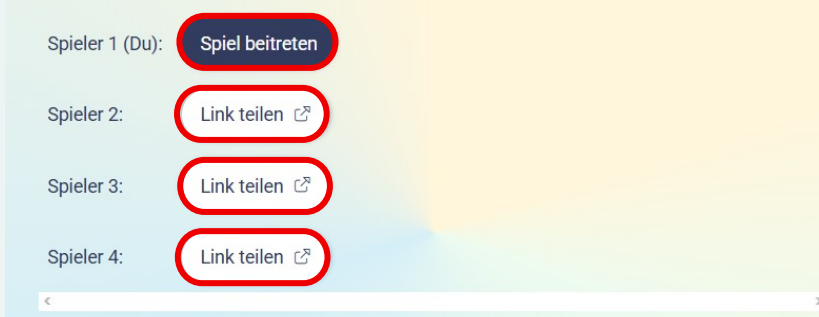 Spieler 1 (Du): Spiel beitreten
Spieler 2: Link teilen
Spieler 3: Link teilen
Spieler 4: Link teilen